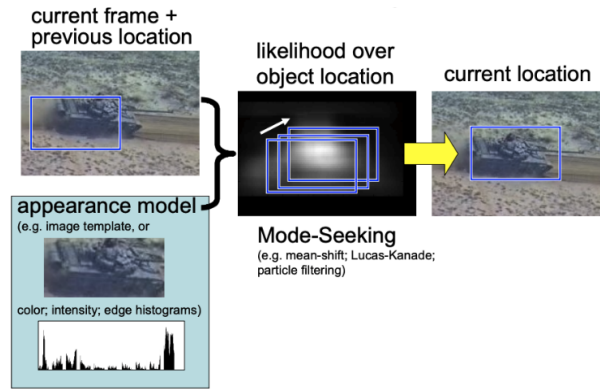 current frame +
previous location
likelihood over
object location
current location
appearance model
(e.g. image template, or
color; intensity; edge histograms)
Mode-Seeking
(e.g. mean-shift; Lucas-Kanade;
particle filtering)